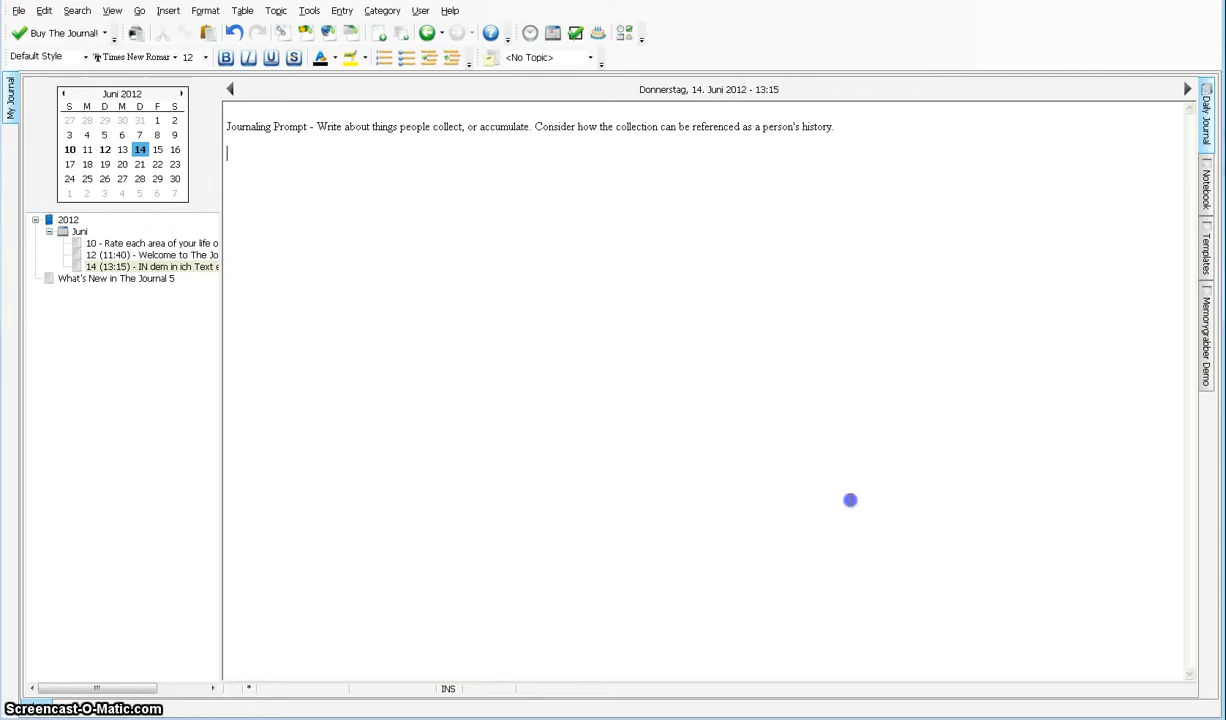 File Edit Search View Go Insert Format Table Topic Tools Entry Category User Help
Buy The Journal!
Default Style Times New Romar 12 B I U S A <No Topic>
My Journal
Juni 2012
S M D M D F S
27 28 29 30 31 1 2
3 4 5 6 7 8 9
10 11 12 13 14 15 16
17 18 19 20 21 22 23
24 25 26 27 28 29 30
1 2 3 4 5 6 7
2012
Juni
10 - Rate each area of your life o
12 (11:40) - Welcome to The Jo
14 (13:15) - IN dem in ich Text e
What's New in The Journal 5
Donnerstag, 14. Juni 2012 - 13:15
Journaling Prompt - Write about things people collect, or accumulate. Consider how the collection can be referenced as a person's history.
Daily Journal
Notebook
Templates
Memorygrabber Demo
* INS
Screencast-O-Matic.com